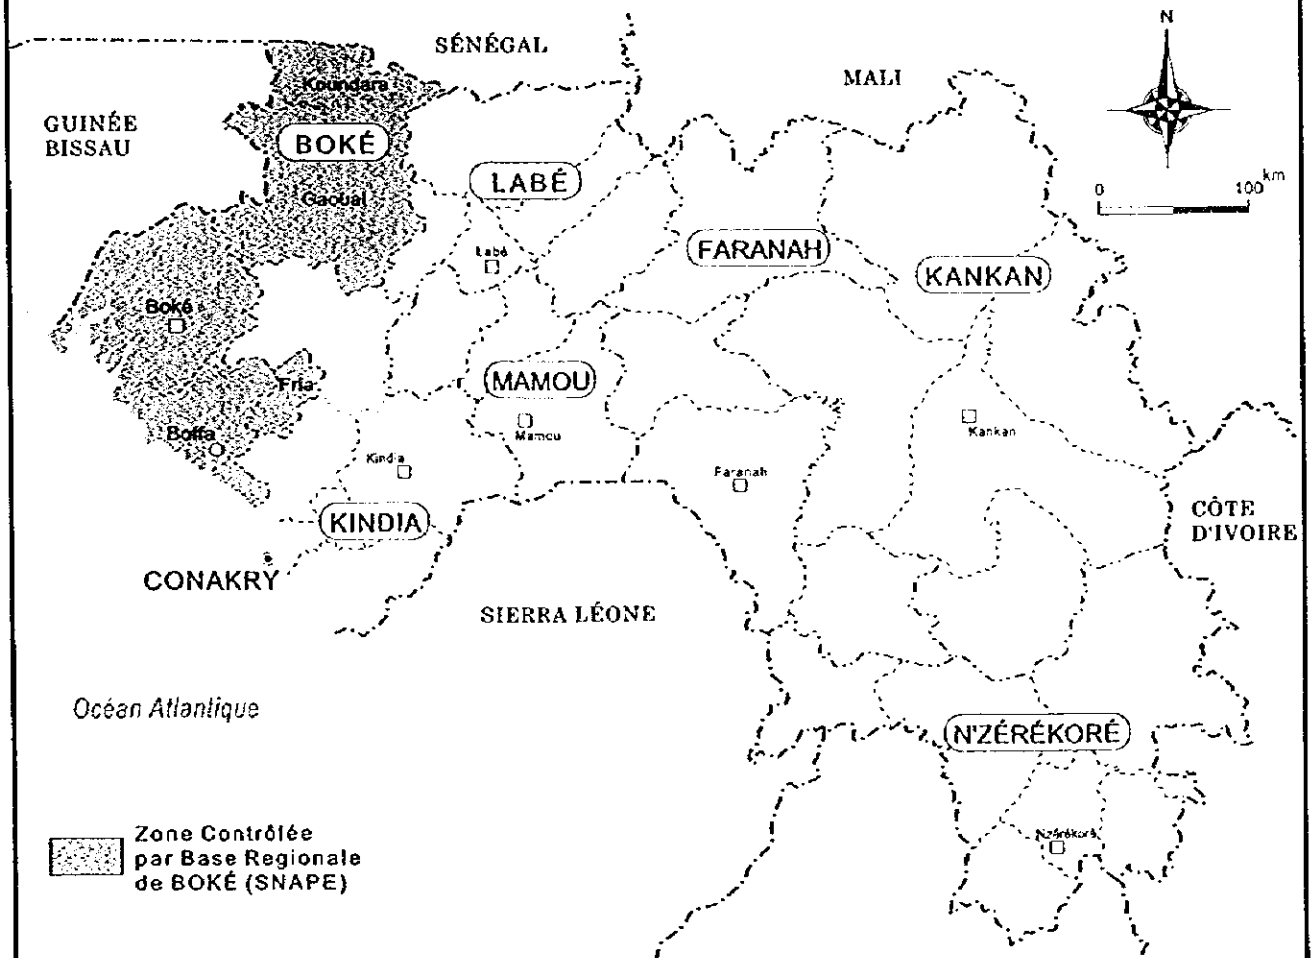 N
SÉNÉGAL
MALI
Koundara
GUINÉE
BISSAU
BOKÉ
LABÉ
0
100 km
Gaoual
FARANAH
Labé
KANKAN
Boké
MAMOU
Fria
Mamou
Kankan
Boffa
Kindia
Faranah
CÔTE
D'IVOIRE
KINDIA
CONAKRY
SIERRA LÉONE
Océan Atlantique
N'ZÉRÉKORÉ
Zone Contrôlée
par Base Regionale
de BOKÉ (SNAPE)
Nzérékoré